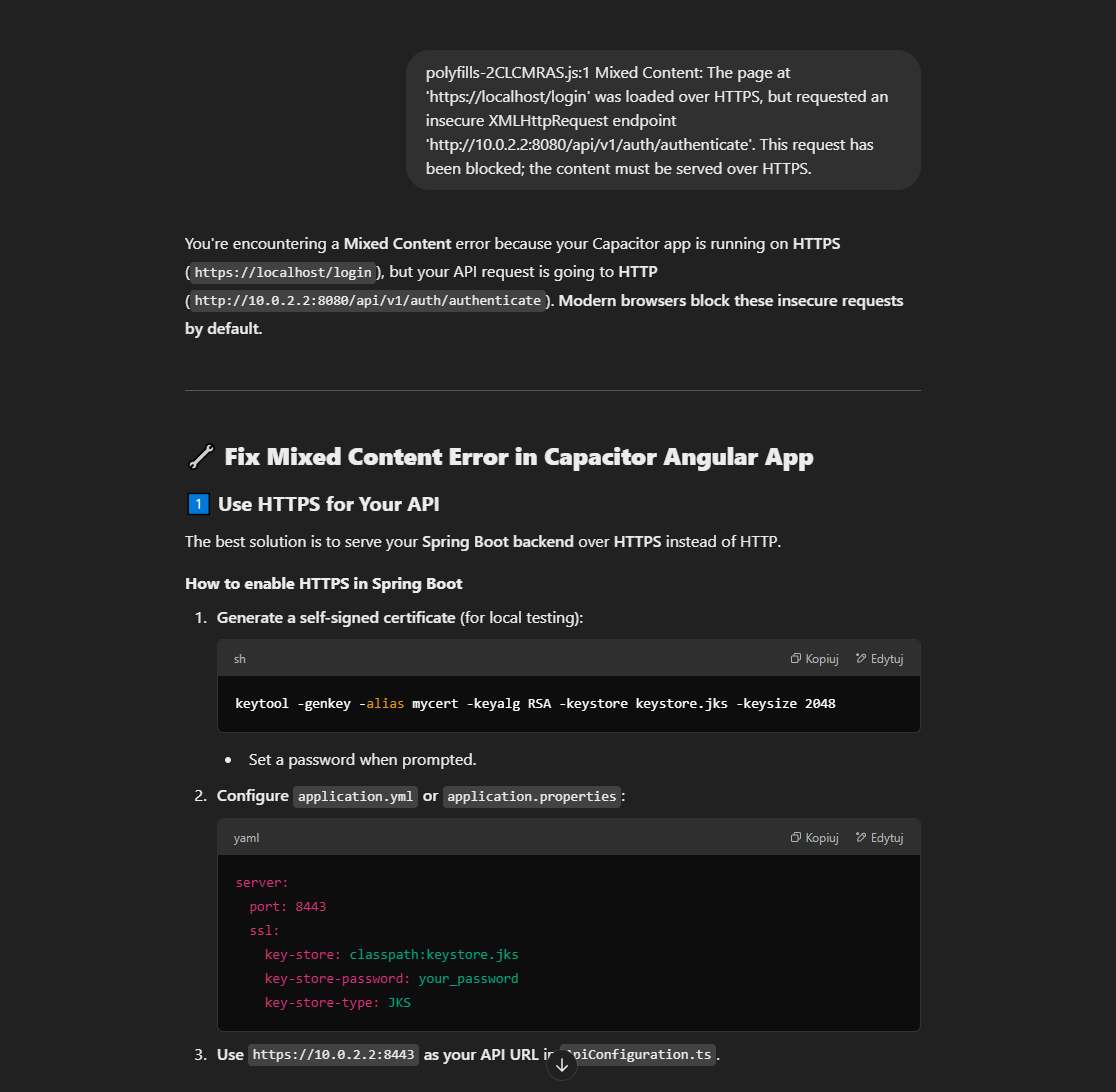 polyfills-2CLCMRAS.js:1 Mixed Content: The page at
'https://localhost/login' was loaded over HTTPS, but requested an
insecure XMLHttpRequest endpoint
'http://10.0.2.2:8080/api/v1/auth/authenticate'. This request has
been blocked; the content must be served over HTTPS.
You're encountering a Mixed Content error because your Capacitor app is running on HTTPS
(https://localhost/login), but your API request is going to HTTP
(http://10.0.2.2:8080/api/v1/auth/authenticate). Modern browsers block these insecure requests
by default.
Fix Mixed Content Error in Capacitor Angular App
1 Use HTTPS for Your API
The best solution is to serve your Spring Boot backend over HTTPS instead of HTTP.
How to enable HTTPS in Spring Boot
1. Generate a self-signed certificate (for local testing):
sh Kopiuj Edytuj
keytool -genkey -alias mycert -keyalg RSA -keystore keystore.jks -keysize 2048
• Set a password when prompted.
2. Configure application.yml or application.properties:
yaml Kopiuj Edytuj
server:
  port: 8443
  ssl:
    key-store: classpath:keystore.jks
    key-store-password: your_password
    key-store-type: JKS
3. Use https://10.0.2.2:8443 as your API URL in piConfiguration.ts.